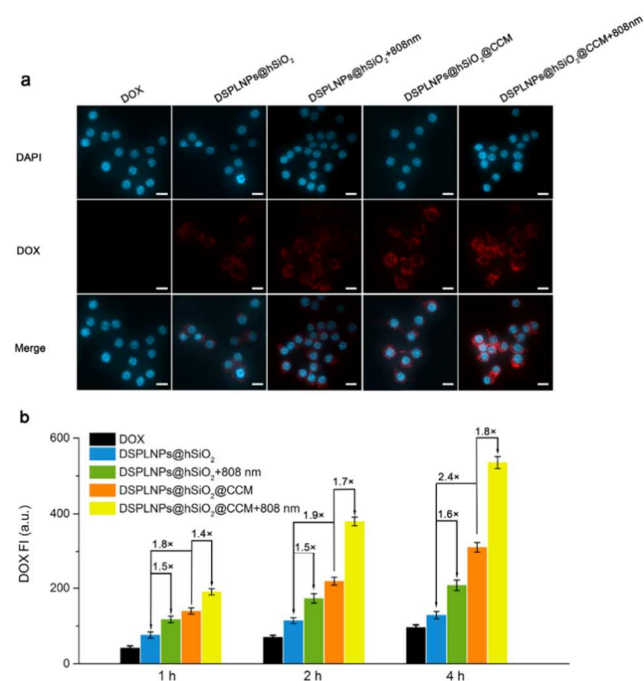 a
DOX
DSPLNPs@hSiO₂
DSPLNPs@hSiO₂+808nm
DSPLNPs@hSiO₂@CCM
DSPLNPs@hSiO₂@CCM+808nm
DAPI
DOX
Merge
b
DOX FI (a.u.)
600
400
200
0
DOX
DSPLNPs@hSiO₂
DSPLNPs@hSiO₂+808 nm
DSPLNPs@hSiO₂@CCM
DSPLNPs@hSiO₂@CCM+808 nm
1.8× 1.4×
1.5×
1.7×
1.9×
1.5×
1.8×
2.4×
1.6×
1 h 2 h 4 h